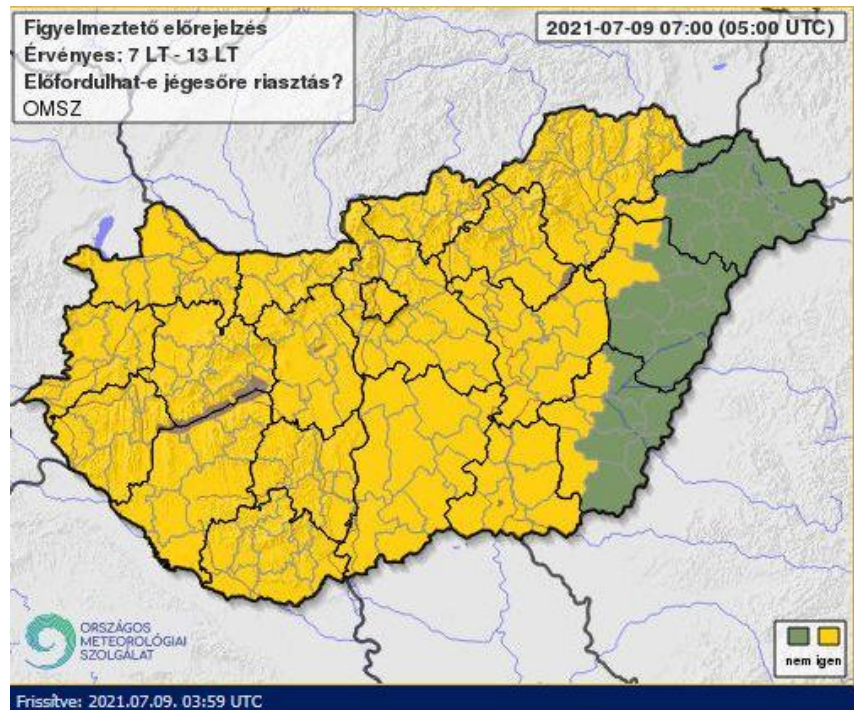 Figyelmeztető előrejelzés
Érvényes: 7 LT - 13 LT
Előfordulhat-e jégesőre riasztás?
OMSZ
2021-07-09 07:00 (05:00 UTC)
ORSZÁGOS
METEOROLÓGIAI
SZOLGÁLAT
nem igen
Frissítve: 2021.07.09. 03:59 UTC